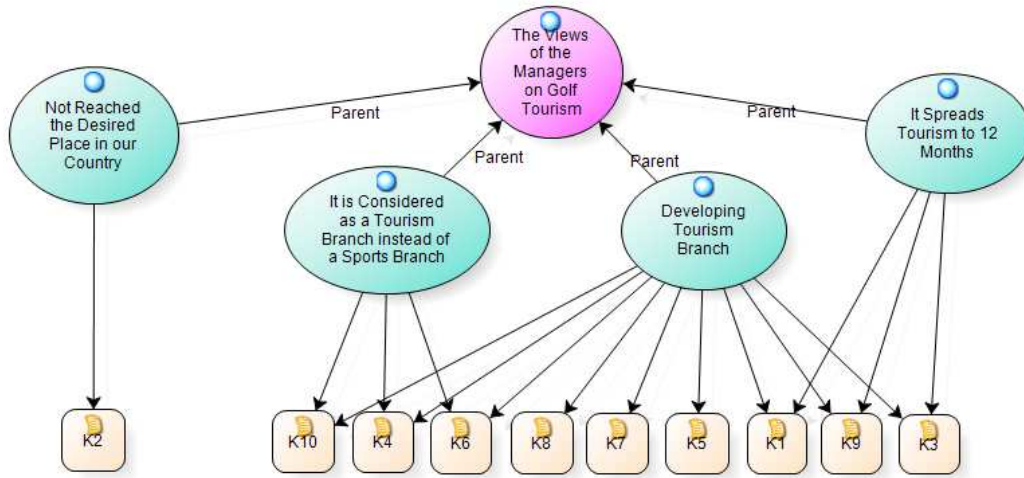 The Views
of the
Managers
on Golf
Tourism
Not Reached
the Desired
Place in our
Country
Parent
Parent
Parent
Parent
It Spreads
Tourism to 12
Months
It is Considered
as a Tourism
Branch instead of
a Sports Branch
Developing
Tourism
Branch
K2
K10
K4
K6
K8
K7
K5
K1
K9
K3